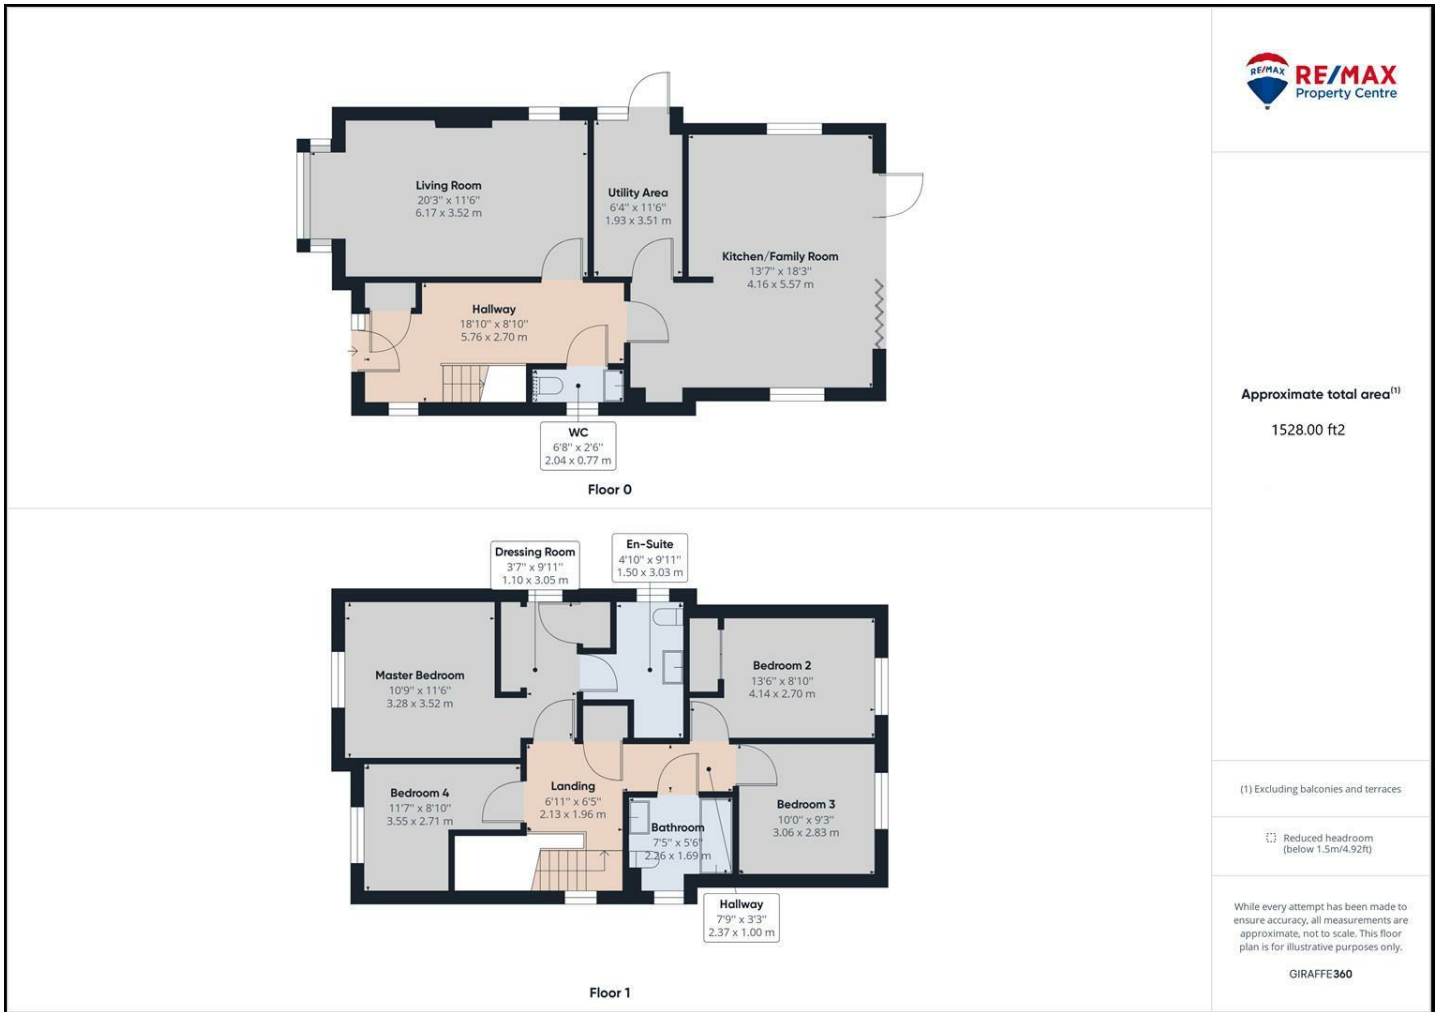 Living Room
20'3" x 11'6"
6.17 x 3.52 m
Utility Area
6'4" x 11'6"
1.93 x 3.51 m
Kitchen/Family Room
13'7" x 18'3"
4.16 x 5.57 m
Hallway
18'10" x 8'10"
5.76 x 2.70 m
WC
6'8" x 2'6"
2.04 x 0.77 m
Floor 0
Dressing Room
3'7" x 9'11"
1.10 x 3.05 m
En-Suite
4'10" x 9'11"
1.50 x 3.03 m
Master Bedroom
10'9" x 11'6"
3.28 x 3.52 m
Bedroom 2
13'6" x 8'10"
4.14 x 2.70 m
Bedroom 4
11'7" x 8'10"
3.55 x 2.71 m
Landing
6'11" x 6'5"
2.13 x 1.96 m
Bathroom
7'5" x 5'6"
2.26 x 1.69 m
Bedroom 3
10'0" x 9'3"
3.06 x 2.83 m
Hallway
7'9" x 3'3"
2.37 x 1.00 m
Floor 1
RE/MAX
RE/MAX
Property Centre
Approximate total area(1)
1528.00 ft2
(1) Excluding balconies and terraces
Reduced headroom
(below 1.5m/4.92ft)
While every attempt has been made to
ensure accuracy, all measurements are
approximate, not to scale. This floor
plan is for illustrative purposes only.
GIRAFFE360